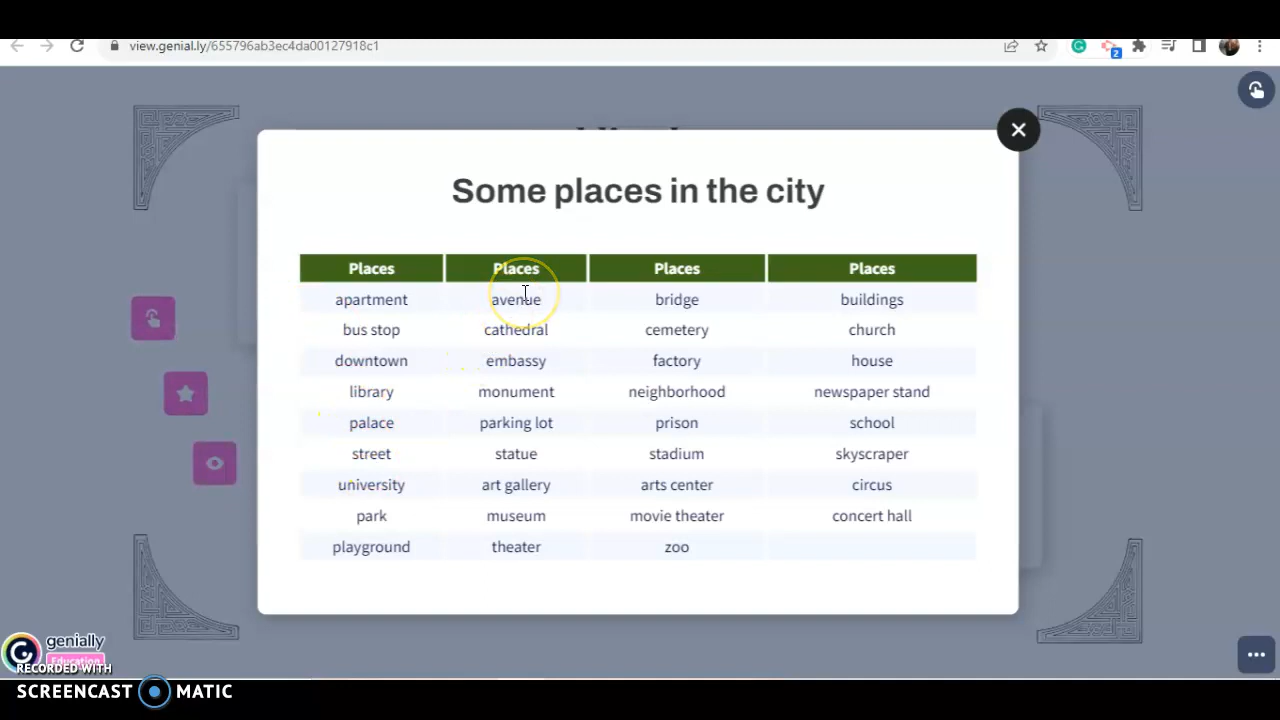 view.genial.ly/655796ab3ec4da00127918c1
2
Some places in the city
Places Places Places Places
apartment avenue bridge buildings
bus stop cathedral cemetery church
downtown embassy factory house
library monument neighborhood newspaper stand
palace parking lot prison school
street statue stadium skyscraper
university art gallery arts center circus
park museum movie theater concert hall
playground theater zoo
genially
Education
RECORDED WITH
SCREENCAST MATIC